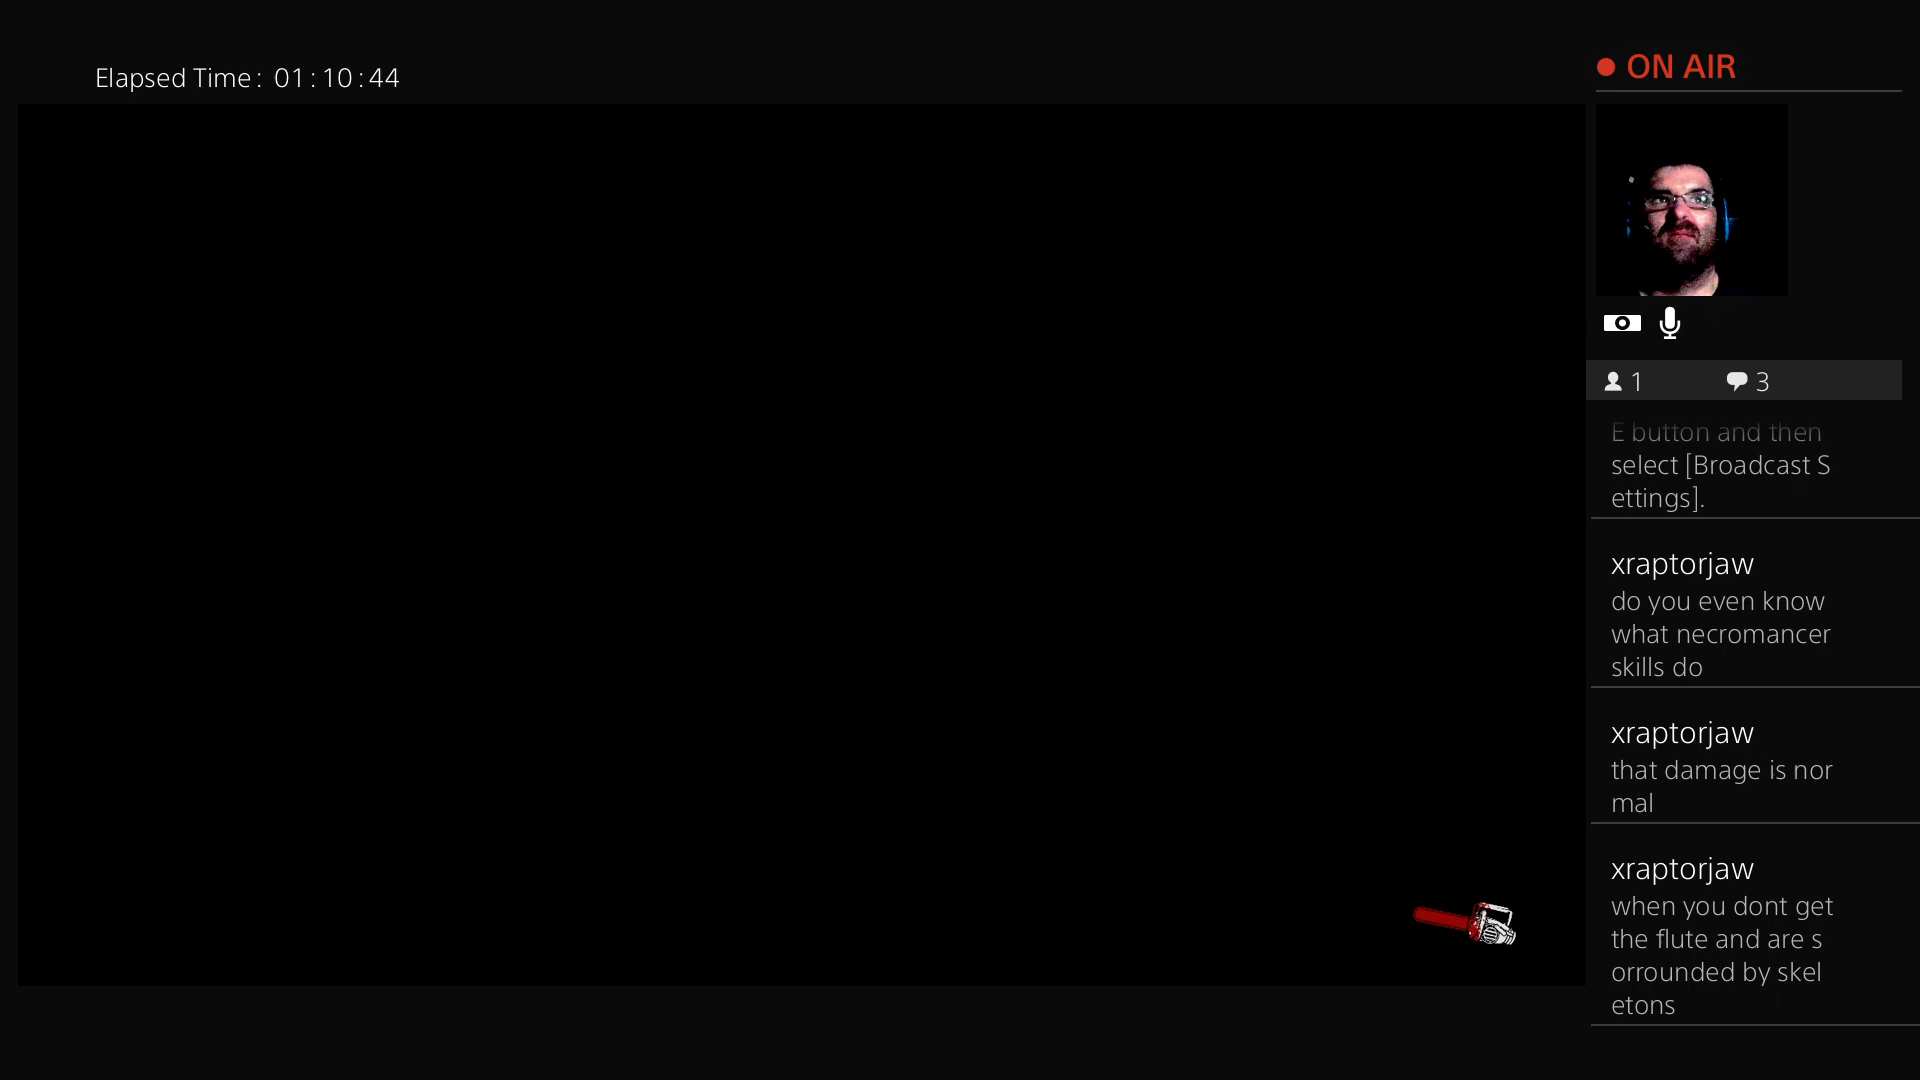 Elapsed Time: 01:10:44
ON AIR
1 3
E button and then
select [Broadcast S
ettings].
xraptorjaw
do you even know
what necromancer
skills do
xraptorjaw
that damage is nor
mal
xraptorjaw
when you dont get
the flute and are s
orrounded by skel
etons